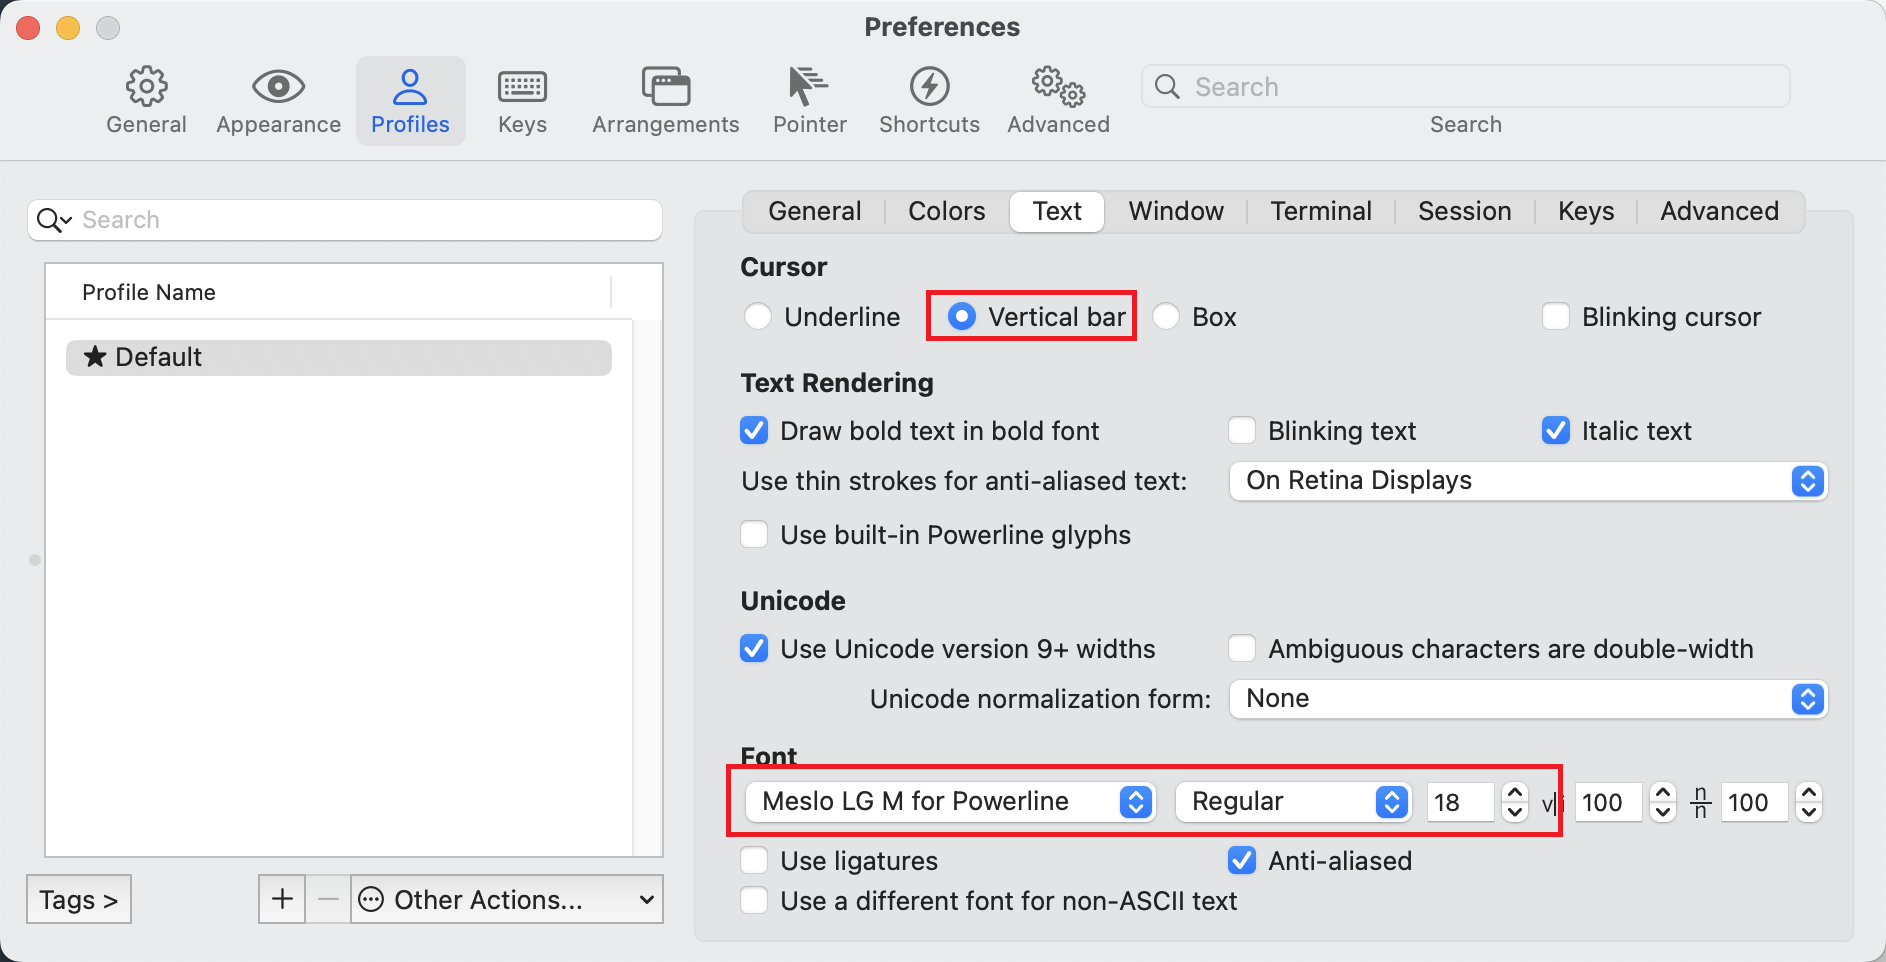 Preferences
General
Appearance
Profiles
Keys
Arrangements
Pointer
Shortcuts
Advanced
Search
Search
Search
Profile Name
★ Default
Tags >
+ − Other Actions...
General Colors Text Window Terminal Session Keys Advanced
Cursor
Underline Vertical bar Box Blinking cursor
Text Rendering
Draw bold text in bold font Blinking text Italic text
Use thin strokes for anti-aliased text: On Retina Displays
Use built-in Powerline glyphs
Unicode
Use Unicode version 9+ widths Ambiguous characters are double-width
Unicode normalization form: None
Font
Meslo LG M for Powerline Regular 18 v|i 100 n/n 100
Use ligatures Anti-aliased
Use a different font for non-ASCII text